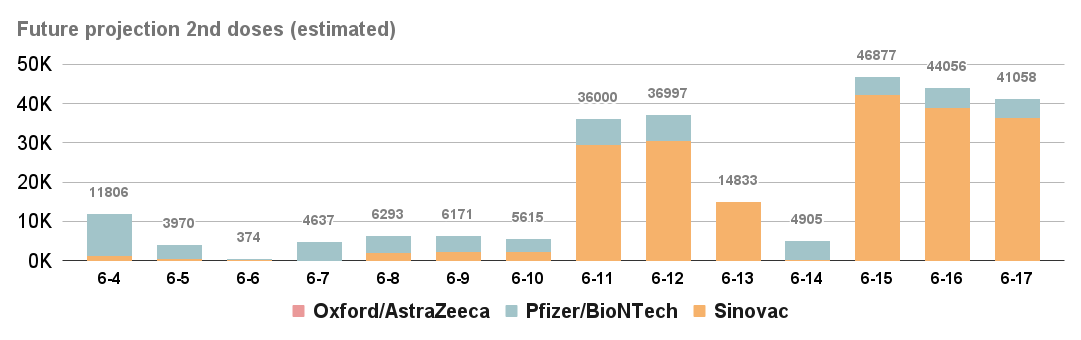 Future projection 2nd doses (estimated)
50K
40K
30K
20K
10K
0K
11806
3970
374
4637
6293
6171
5615
36000
36997
14833
4905
46877
44056
41058
6-4 6-5 6-6 6-7 6-8 6-9 6-10 6-11 6-12 6-13 6-14 6-15 6-16 6-17
Oxford/AstraZeeca Pfizer/BioNTech Sinovac